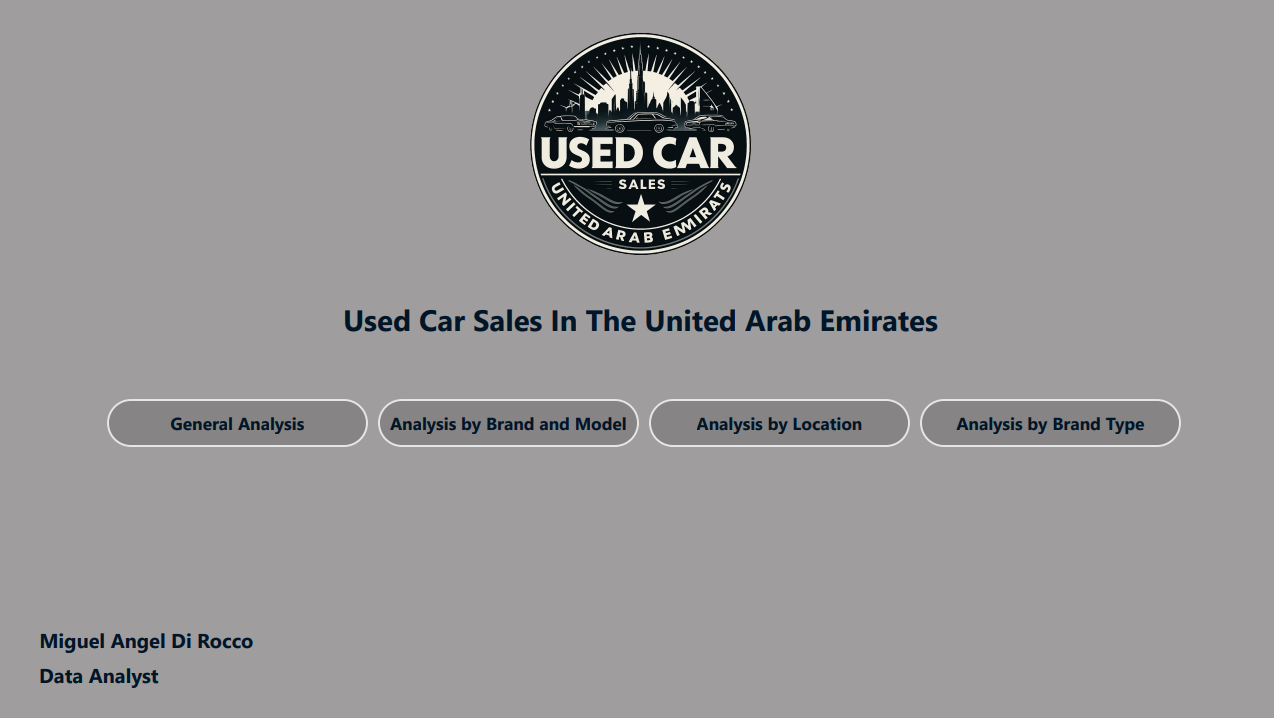 USED CAR
SALES
UNITED ARAB EMMIRATS
Used Car Sales In The United Arab Emirates
General Analysis
Analysis by Brand and Model
Analysis by Location
Analysis by Brand Type
Miguel Angel Di Rocco
Data Analyst